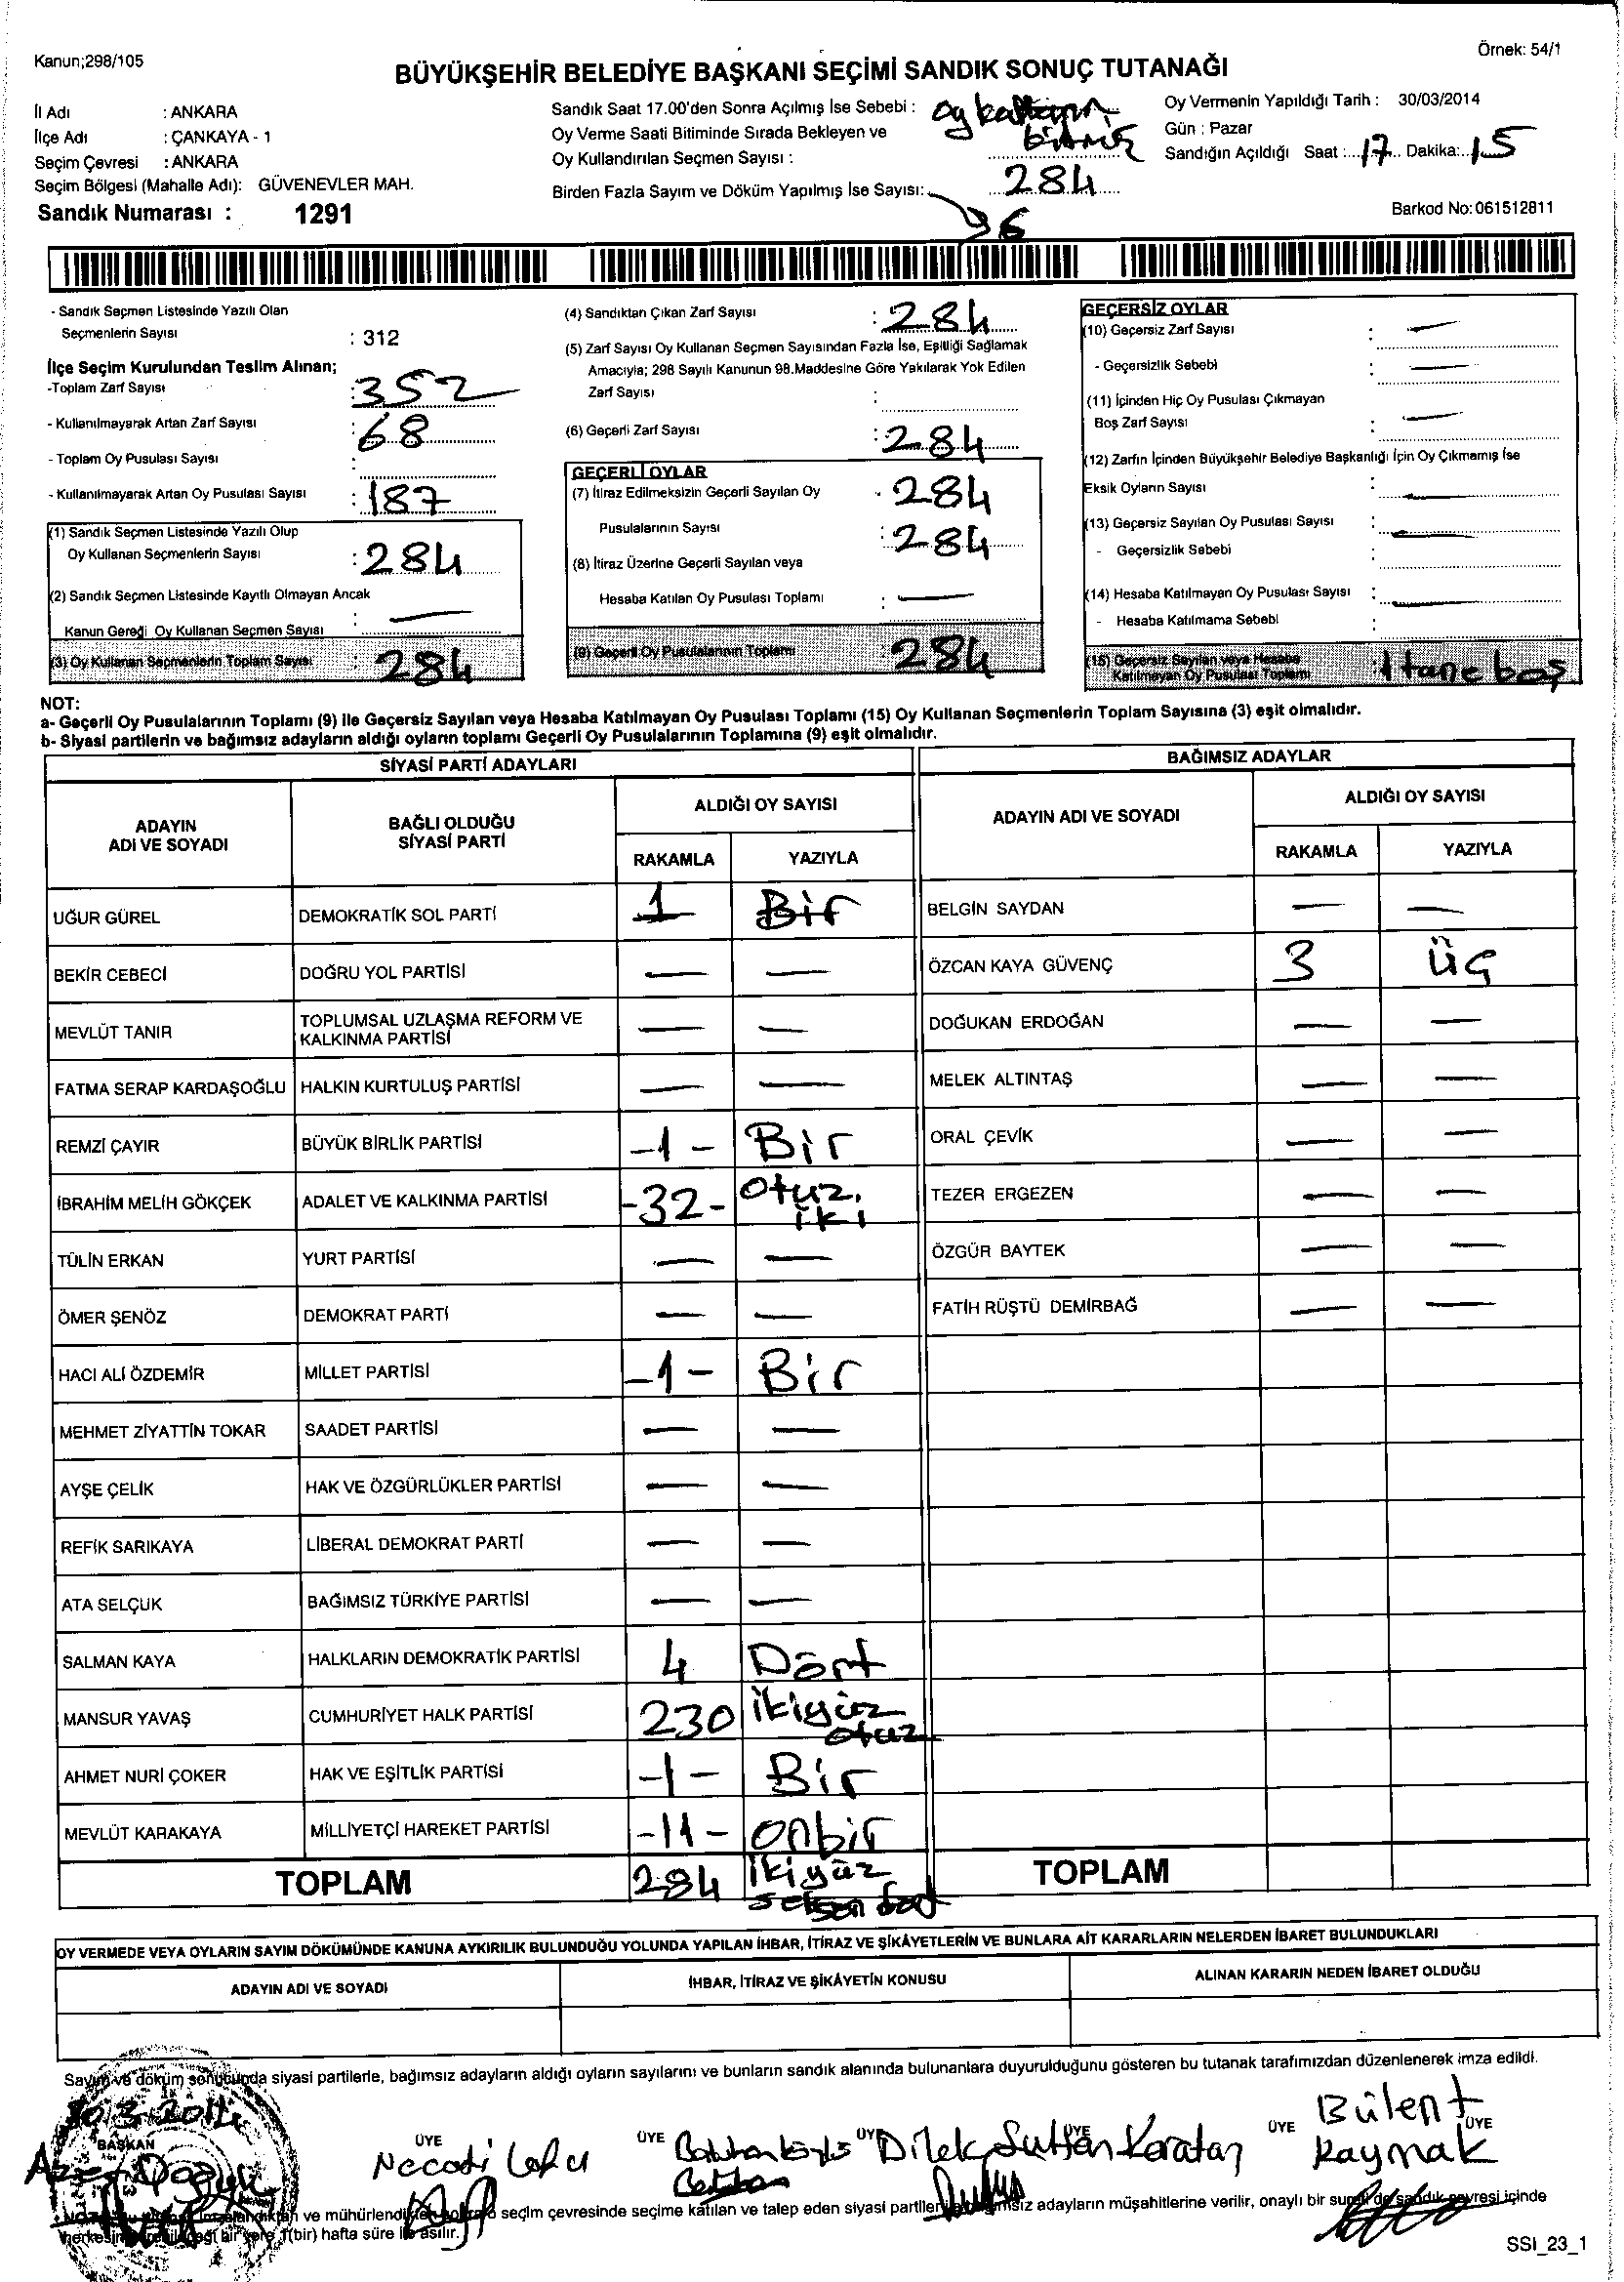 Kanun;298/105
Örnek: 54/1
BÜYÜKŞEHİR BELEDİYE BAŞKANI SEÇİMİ SANDIK SONUÇ TUTANAĞI
İl Adı : ANKARA
İlçe Adı : ÇANKAYA - 1
Seçim Çevresi : ANKARA
Seçim Bölgesi (Mahalle Adı): GÜVENEVLER MAH.
Sandık Numarası : 1291
Sandık Saat 17.00'den Sonra Açılmış İse Sebebi : oy
Oy Verme Saati Bitiminde Sırada Bekleyen ve
Oy Kullandırılan Seçmen Sayısı :
284
Birden Fazla Sayım ve Döküm Yapılmış İse Sayısı:
Oy Vermenin Yapıldığı Tarih : 30/03/2014
Gün : Pazar
Sandığın Açıldığı Saat : 17 Dakika: 15
Barkod No: 061512811
- Sandık Seçmen Listesinde Yazılı Olan
Seçmenlerin Sayısı : 312
İlçe Seçim Kurulundan Teslim Alınan;
-Toplam Zarf Sayısı : 352
- Kullanılmayarak Artan Zarf Sayısı : 68
- Toplam Oy Pusulası Sayısı :
- Kullanılmayarak Artan Oy Pusulası Sayısı : 187
(1) Sandık Seçmen Listesinde Yazılı Olup
Oy Kullanan Seçmenlerin Sayısı : 284
(2) Sandık Seçmen Listesinde Kayıtlı Olmayan Ancak
Kanun Gereği Oy Kullanan Seçmen Sayısı : —
(3) Oy Kullanan Seçmenlerin Toplam Sayısı : 284
(4) Sandıktan Çıkan Zarf Sayısı : 284
(5) Zarf Sayısı Oy Kullanan Seçmen Sayısından Fazla İse, Eşitliği Sağlamak
Amacıyla; 298 Sayılı Kanunun 98.Maddesine Göre Yakılarak Yok Edilen
Zarf Sayısı :
(6) Geçerli Zarf Sayısı : 284
GEÇERLİ OYLAR
(7) İtiraz Edilmeksizin Geçerli Sayılan Oy 284
Pusulalarının Sayısı : 284
(8) İtiraz Üzerine Geçerli Sayılan veya
Hesaba Katılan Oy Pusulası Toplamı : —
(9) Geçerli Oy Pusulalarının Toplamı : 284
GEÇERSİZ OYLAR
(10) Geçersiz Zarf Sayısı : —
- Geçersizlik Sebebi : —
(11) İçinden Hiç Oy Pusulası Çıkmayan
Boş Zarf Sayısı : —
(12) Zarfın İçinden Büyükşehir Belediye Başkanlığı İçin Oy Çıkmamış İse
Eksik Oyların Sayısı : —
(13) Geçersiz Sayılan Oy Pusulası Sayısı : —
- Geçersizlik Sebebi :
(14) Hesaba Katılmayan Oy Pusulası Sayısı : —
- Hesaba Katılmama Sebebi :
(15) Geçersiz Sayılan veya Hesaba
Katılmayan Oy Pusulası Toplamı : 1 tane boş
NOT:
a- Geçerli Oy Pusulalarının Toplamı (9) ile Geçersiz Sayılan veya Hesaba Katılmayan Oy Pusulası Toplamı (15) Oy Kullanan Seçmenlerin Toplam Sayısına (3) eşit olmalıdır.
b- Siyasi partilerin ve bağımsız adayların aldığı oyların toplamı Geçerli Oy Pusulalarının Toplamına (9) eşit olmalıdır.
SİYASİ PARTİ ADAYLARI
ADAYIN ADI VE SOYADI BAĞLI OLDUĞU SİYASİ PARTİ ALDIĞI OY SAYISI
RAKAMLA YAZIYLA
UĞUR GÜREL DEMOKRATİK SOL PARTİ 1 Bir
BEKİR CEBECİ DOĞRU YOL PARTİSİ — —
MEVLÜT TANIR TOPLUMSAL UZLAŞMA REFORM VE KALKINMA PARTİSİ — —
FATMA SERAP KARDAŞOĞLU HALKIN KURTULUŞ PARTİSİ — —
REMZİ ÇAYIR BÜYÜK BİRLİK PARTİSİ -1- Bir
İBRAHİM MELİH GÖKÇEK ADALET VE KALKINMA PARTİSİ -32- otuz iki
TÜLİN ERKAN YURT PARTİSİ — —
ÖMER ŞENÖZ DEMOKRAT PARTİ — —
HACI ALİ ÖZDEMİR MİLLET PARTİSİ -1- Bir
MEHMET ZİYATTİN TOKAR SAADET PARTİSİ — —
AYŞE ÇELİK HAK VE ÖZGÜRLÜKLER PARTİSİ — —
REFİK SARIKAYA LİBERAL DEMOKRAT PARTİ — —
ATA SELÇUK BAĞIMSIZ TÜRKİYE PARTİSİ — —
SALMAN KAYA HALKLARIN DEMOKRATİK PARTİSİ 4 Dört
MANSUR YAVAŞ CUMHURİYET HALK PARTİSİ 230 ikiyüz otuz
AHMET NURİ ÇOKER HAK VE EŞİTLİK PARTİSİ -1- Bir
MEVLÜT KARAKAYA MİLLİYETÇİ HAREKET PARTİSİ -11- onbir
TOPLAM 284 ikiyüz seksen dört
BAĞIMSIZ ADAYLAR
ADAYIN ADI VE SOYADI ALDIĞI OY SAYISI
RAKAMLA YAZIYLA
BELGİN SAYDAN — —
ÖZCAN KAYA GÜVENÇ 3 üç
DOĞUKAN ERDOĞAN — —
MELEK ALTINTAŞ — —
ORAL ÇEVİK — —
TEZER ERGEZEN — —
ÖZGÜR BAYTEK — —
FATİH RÜŞTÜ DEMİRBAĞ — —
TOPLAM
OY VERMEDE VEYA OYLARIN SAYIM DÖKÜMÜNDE KANUNA AYKIRILIK BULUNDUĞU YOLUNDA YAPILAN İHBAR, İTİRAZ VE ŞİKÂYETLERİN VE BUNLARA AİT KARARLARIN NELERDEN İBARET BULUNDUKLARI
ADAYIN ADI VE SOYADI İHBAR, İTİRAZ VE ŞİKÂYETİN KONUSU ALINAN KARARIN NEDEN İBARET OLDUĞU
Sayım ve döküm sonucunda siyasi partilerle, bağımsız adayların aldığı oyların sayılarını ve bunların sandık alanında bulunanlara duyurulduğunu gösteren bu tutanak tarafımızdan düzenlenerek imza edildi.
30.3.2014
BAŞKAN ÜYE ÜYE ÜYE ÜYE ÜYE ÜYE
Dilek Sultan Karatan
Bülent Kaynak
ve mühürlendikten seçim çevresinde seçime katılan ve talep eden siyasi partiler bağımsız adayların müşahitlerine verilir, onaylı bir sureti de sandık çevresi içinde
bir yere 1(bir) hafta süre ile asılır.
SSI_23_1